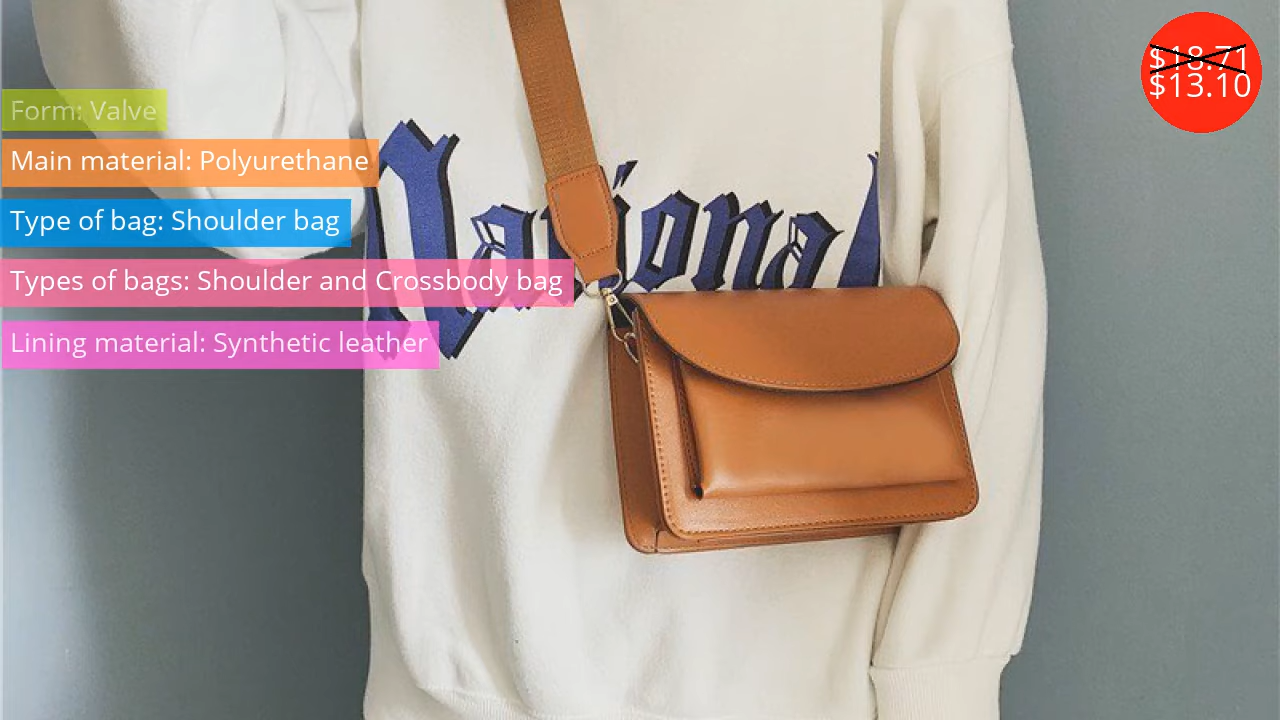 $18.71
$13.10
Form: Valve
Main material: Polyurethane
Type of bag: Shoulder bag
Types of bags: Shoulder and Crossbody bag
Lining material: Synthetic leather
National